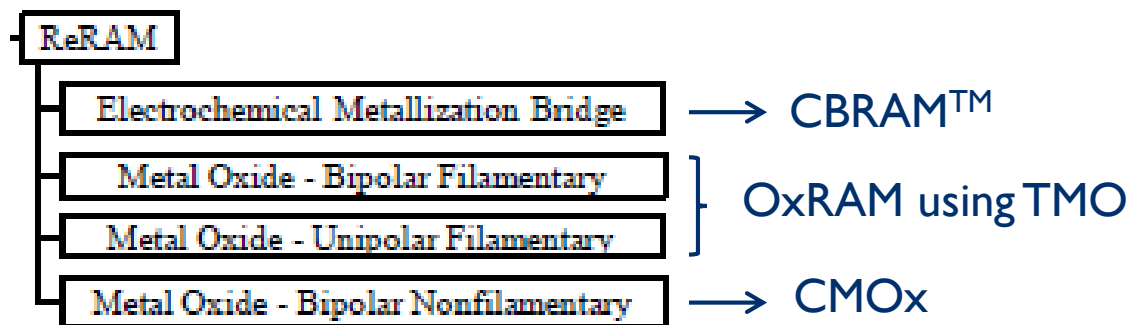 ReRAM
Electrochemical Metallization Bridge
CBRAM™
Metal Oxide - Bipolar Filamentary
Metal Oxide - Unipolar Filamentary
OxRAM using TMO
Metal Oxide - Bipolar Nonfilamentary
CMOx